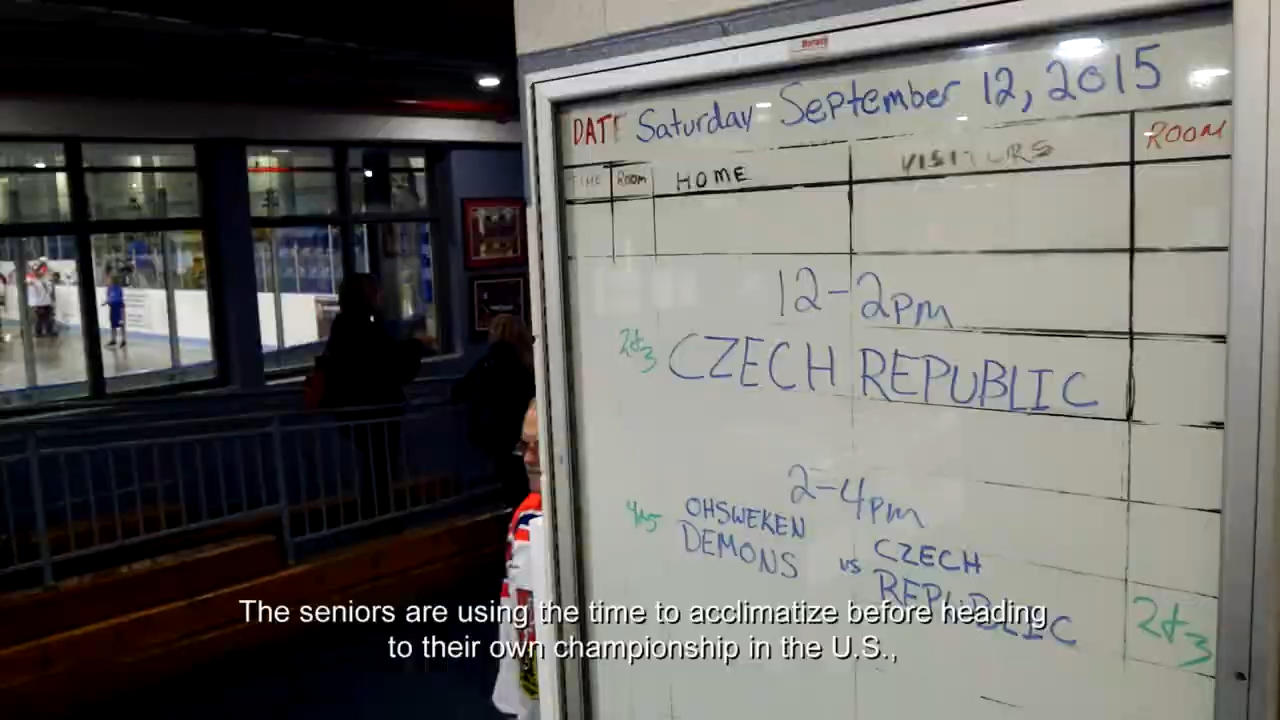 DATE Saturday September 12, 2015
TIME ROOM HOME VISITORS ROOM
12-2pm
2&3 CZECH REPUBLIC
2-4pm
4&5 OHSWEKEN DEMONS vs CZECH REPUBLIC 2&3
The seniors are using the time to acclimatize before heading
to their own championship in the U.S.,